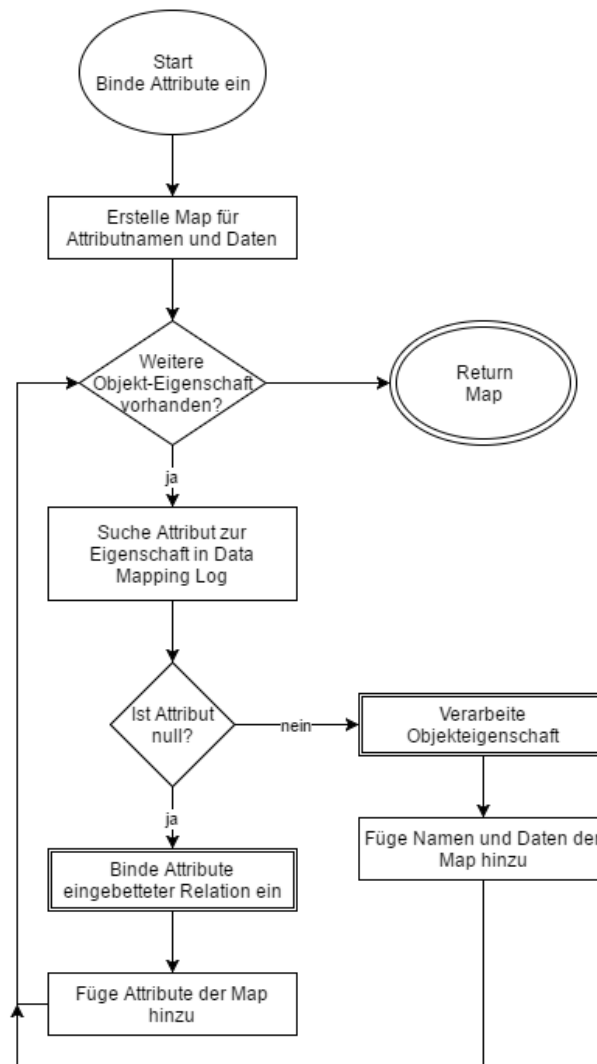 Start
Binde Attribute ein
Erstelle Map für
Attributnamen und Daten
Weitere
Objekt-Eigenschaft
vorhanden?
Return
Map
ja
Suche Attribut zur
Eigenschaft in Data
Mapping Log
Ist Attribut
null?
nein
Verarbeite
Objekteigenschaft
ja
Füge Namen und Daten der
Map hinzu
Binde Attribute
eingebetteter Relation ein
Füge Attribute der Map
hinzu